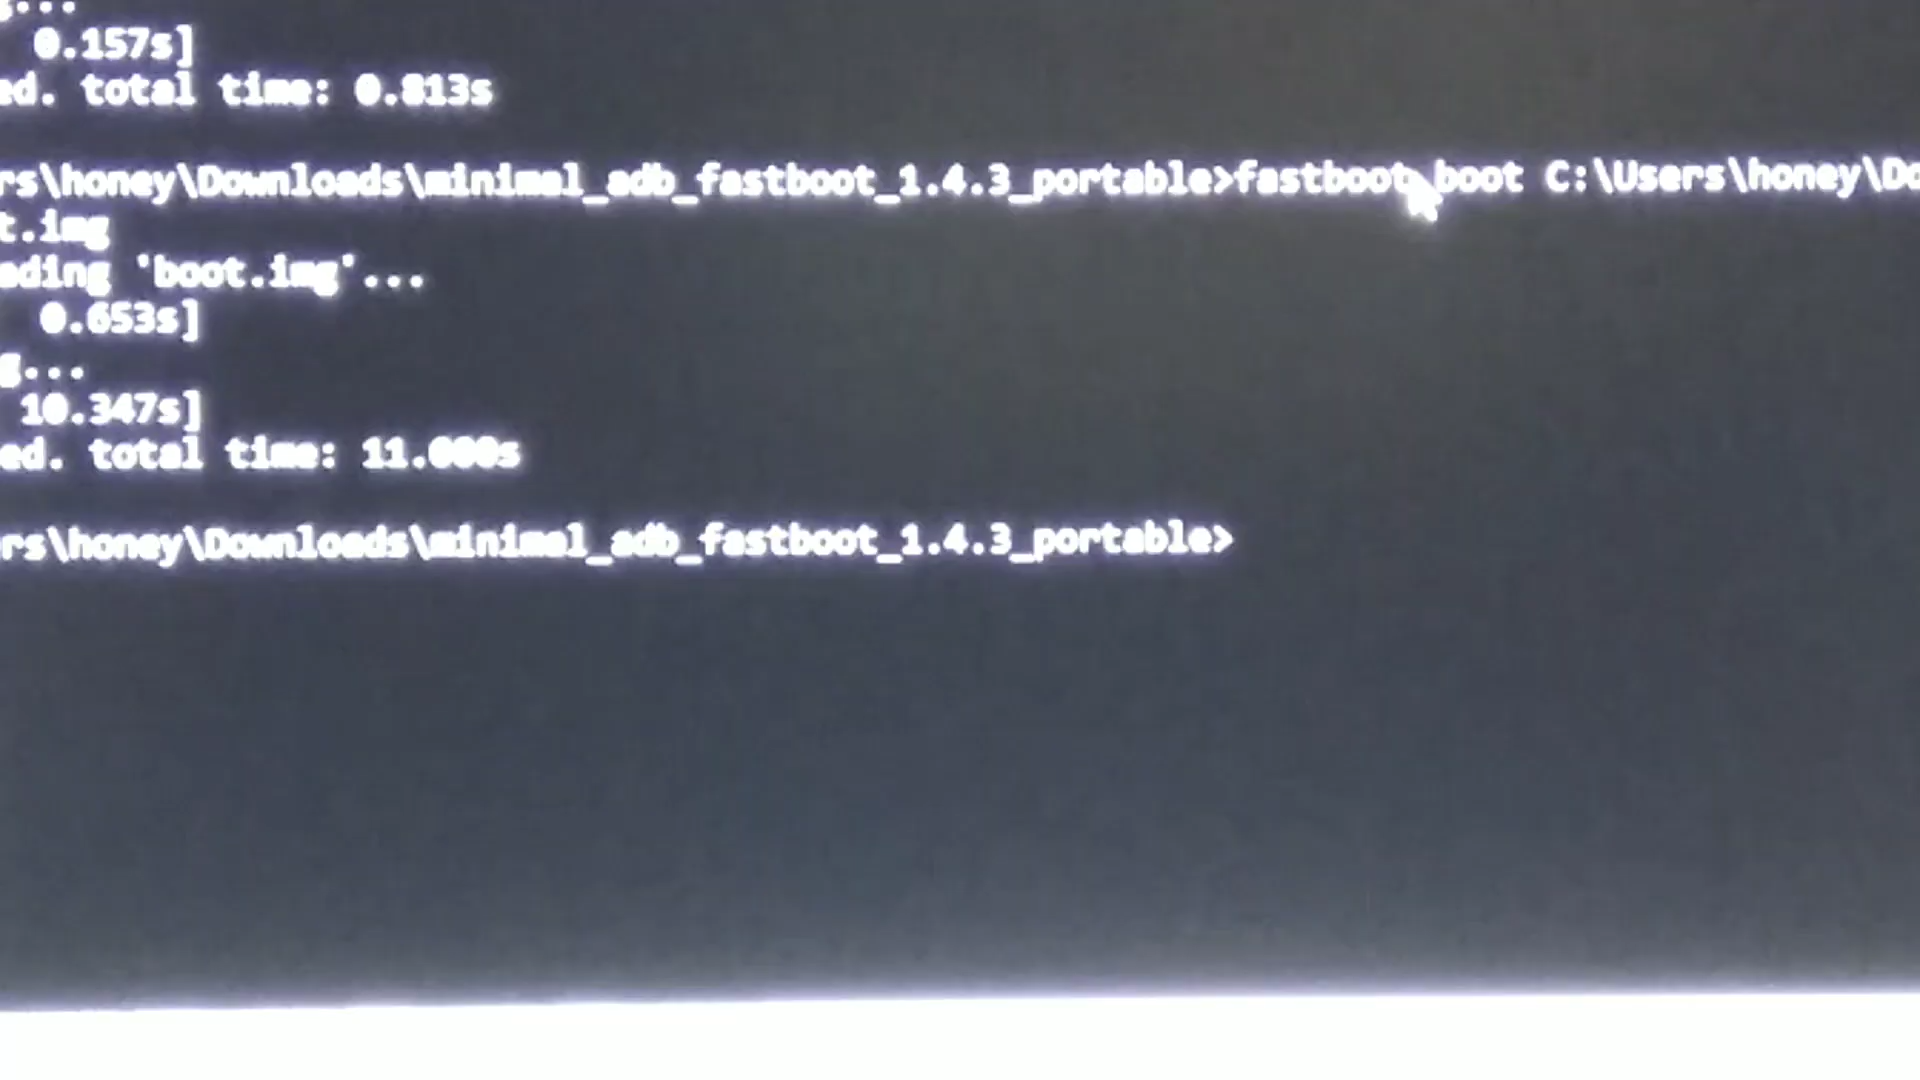 g...
0.157s]
ed. total time: 0.813s
rs\honey\Downloads\minimal_adb_fastboot_1.4.3_portable>fastboot boot C:\Users\honey\Do
t.img
ading 'boot.img'...
0.653s]
g...
10.347s]
ed. total time: 11.000s
rs\honey\Downloads\minimal_adb_fastboot_1.4.3_portable>